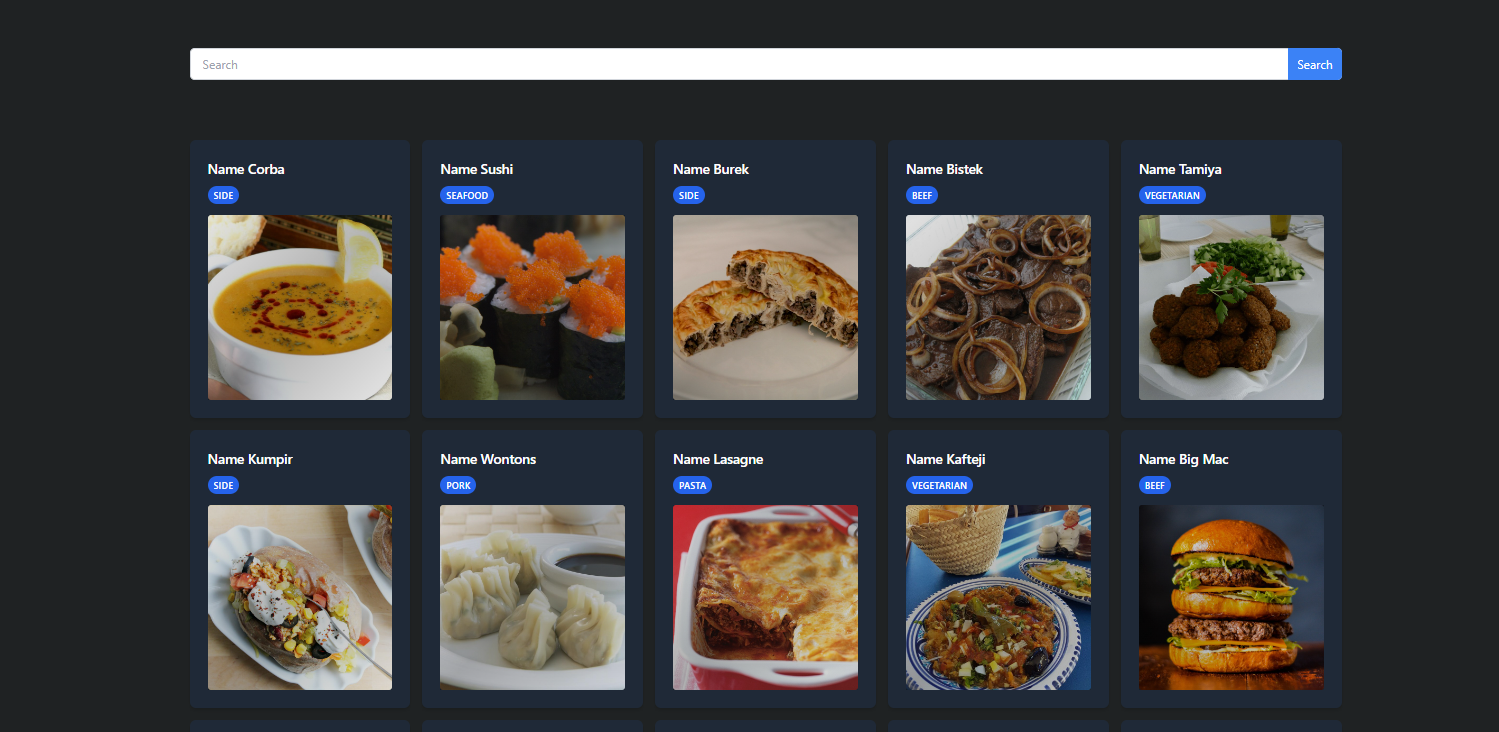 Search Search
Name Corba
SIDE
Name Sushi
SEAFOOD
Name Burek
SIDE
Name Bistek
BEEF
Name Tamiya
VEGETARIAN
Name Kumpir
SIDE
Name Wontons
PORK
Name Lasagne
PASTA
Name Kafteji
VEGETARIAN
Name Big Mac
BEEF